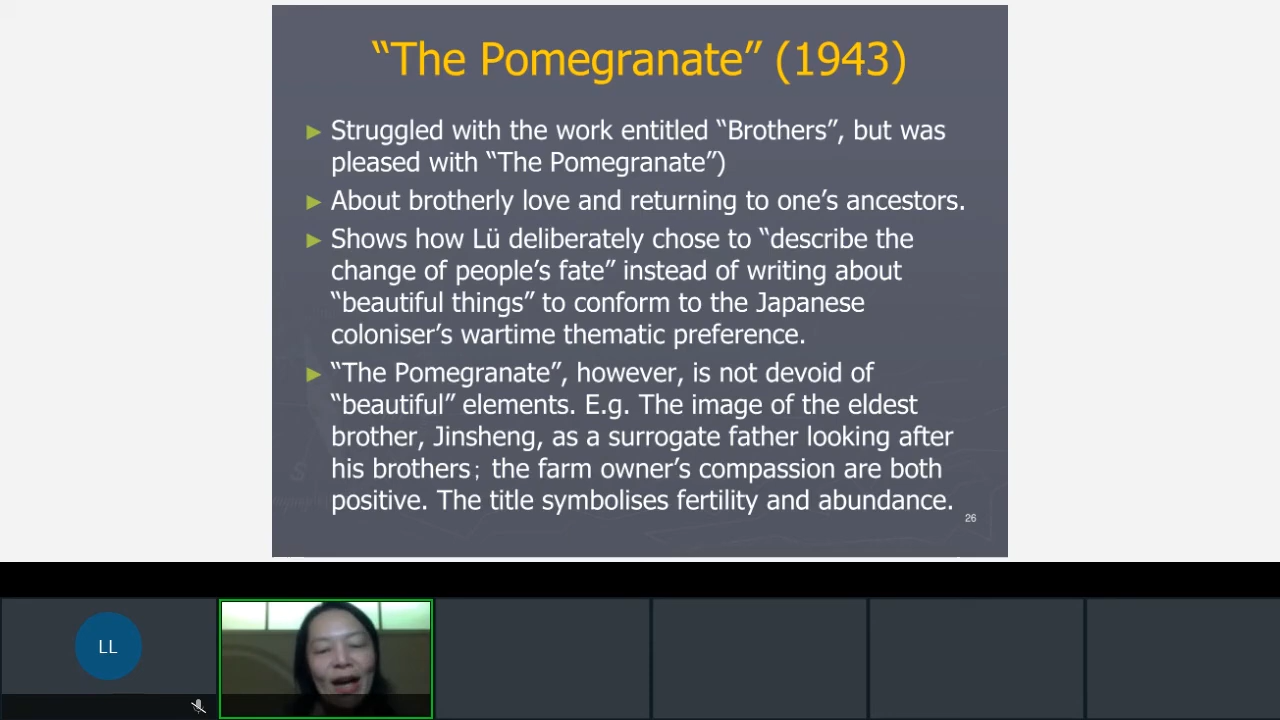 “The Pomegranate” (1943)
► Struggled with the work entitled “Brothers”, but was
pleased with “The Pomegranate”)
► About brotherly love and returning to one’s ancestors.
► Shows how Lü deliberately chose to “describe the
change of people’s fate” instead of writing about
“beautiful things” to conform to the Japanese
coloniser’s wartime thematic preference.
► “The Pomegranate”, however, is not devoid of
“beautiful” elements. E.g. The image of the eldest
brother, Jinsheng, as a surrogate father looking after
his brothers; the farm owner’s compassion are both
positive. The title symbolises fertility and abundance.
26
LL